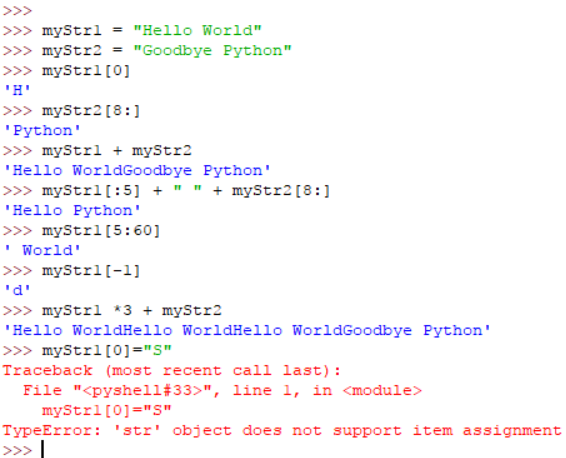 >>>
>>> myStr1 = "Hello World"
>>> myStr2 = "Goodbye Python"
>>> myStr1[0]
'H'
>>> myStr2[8:]
'Python'
>>> myStr1 + myStr2
'Hello WorldGoodbye Python'
>>> myStr1[:5] + " " + myStr2[8:]
'Hello Python'
>>> myStr1[5:60]
' World'
>>> myStr1[-1]
'd'
>>> myStr1 *3 + myStr2
'Hello WorldHello WorldHello WorldGoodbye Python'
>>> myStr1[0]="S"
Traceback (most recent call last):
  File "<pyshell#33>", line 1, in <module>
    myStr1[0]="S"
TypeError: 'str' object does not support item assignment
>>>